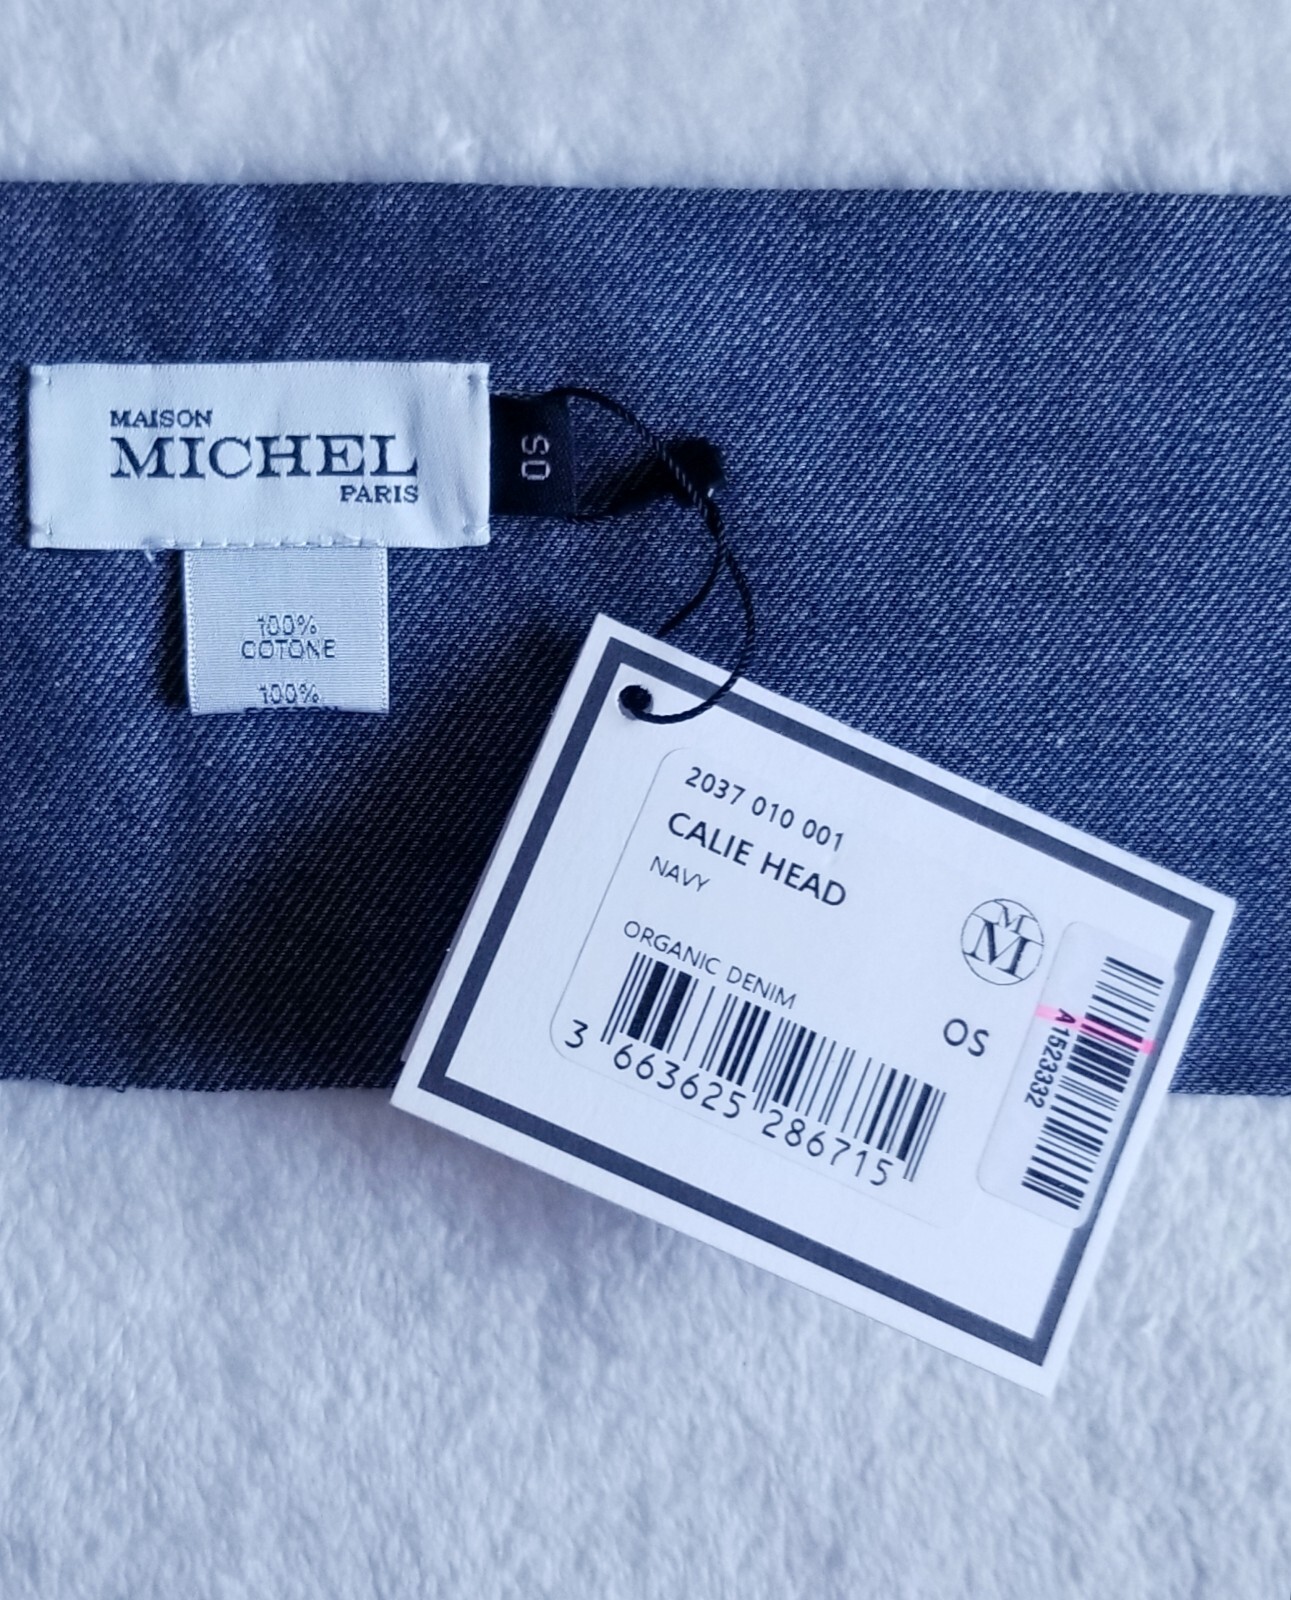 MAISON
MICHEL
PARIS
OS
100%
COTONE
100%
2037 010 001
CALIE HEAD
NAVY
ORGANIC DENIM
M
M
OS
3 663625 286715
A1523332